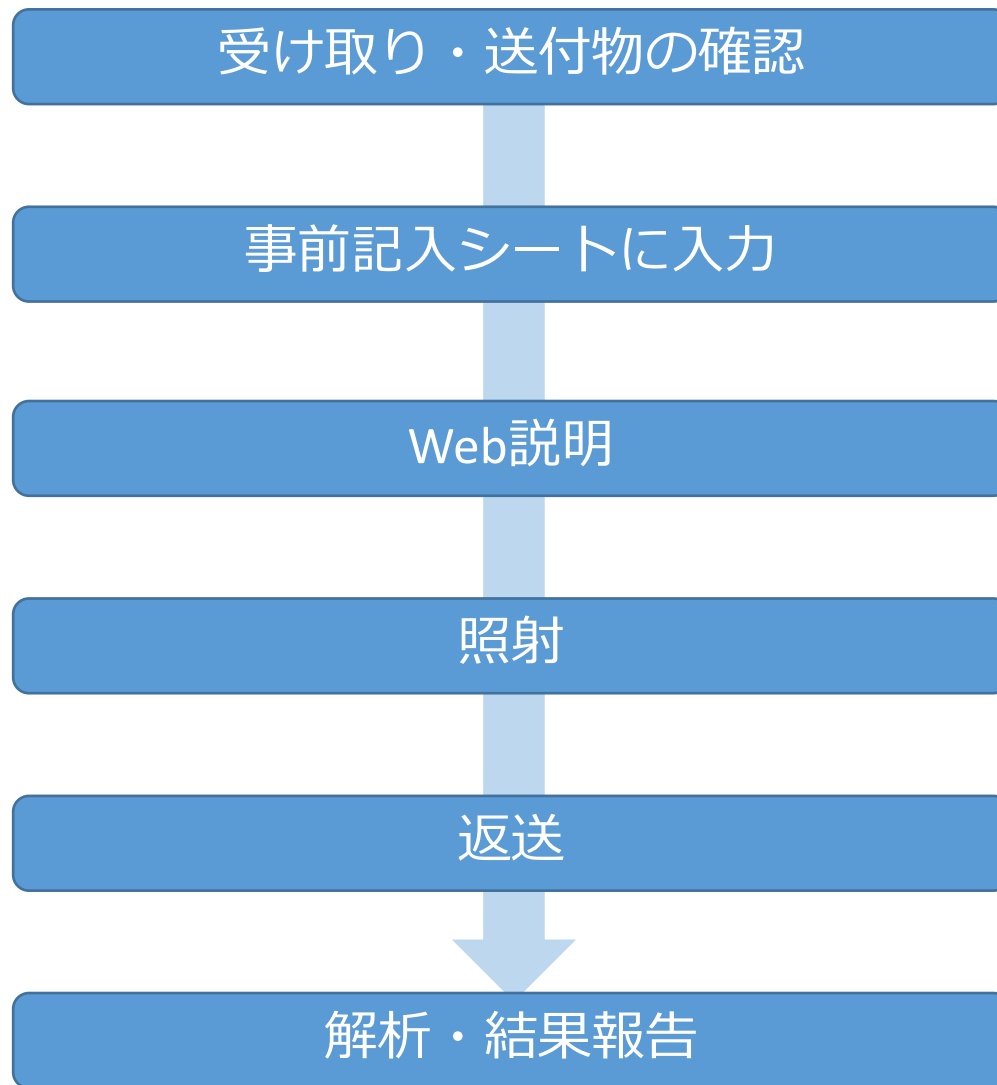 受け取り・送付物の確認
事前記入シートに入力
Web説明
照射
返送
解析・結果報告